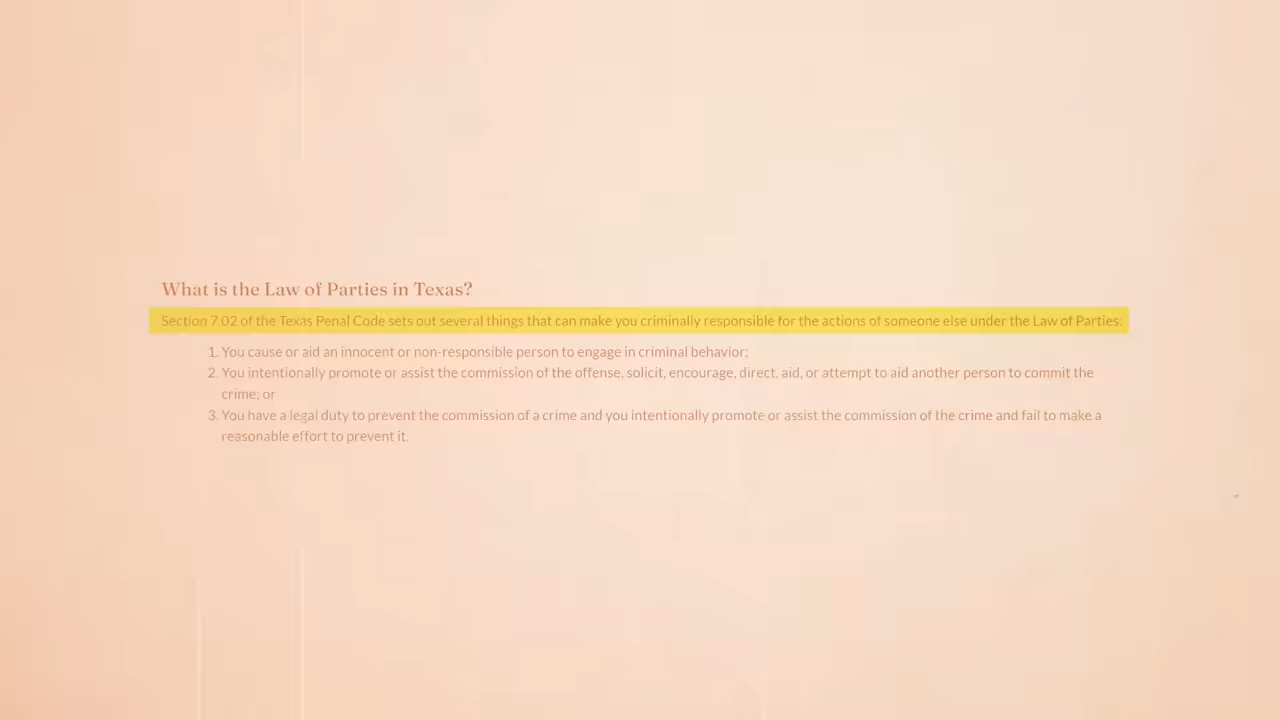 What is the Law of Parties in Texas?
Section 7.02 of the Texas Penal Code sets out several things that can make you criminally responsible for the actions of someone else under the Law of Parties:
1. You cause or aid an innocent or non-responsible person to engage in criminal behavior;
2. You intentionally promote or assist the commission of the offense, solicit, encourage, direct, aid, or attempt to aid another person to commit the
crime; or
3. You have a legal duty to prevent the commission of a crime and you intentionally promote or assist the commission of the crime and fail to make a
reasonable effort to prevent it.